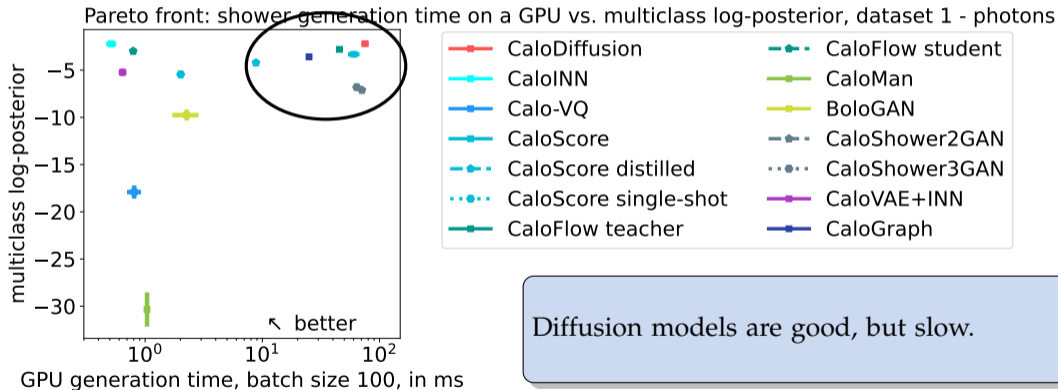 Pareto front: shower generation time on a GPU vs. multiclass log-posterior, dataset 1 - photons
multiclass log-posterior
−5
−10
−15
−20
−25
−30
↖ better
10⁰
10¹
10²
GPU generation time, batch size 100, in ms
CaloDiffusion
CaloINN
Calo-VQ
CaloScore
CaloScore distilled
CaloScore single-shot
CaloFlow teacher
CaloFlow student
CaloMan
BoloGAN
CaloShower2GAN
CaloShower3GAN
CaloVAE+INN
CaloGraph
Diffusion models are good, but slow.